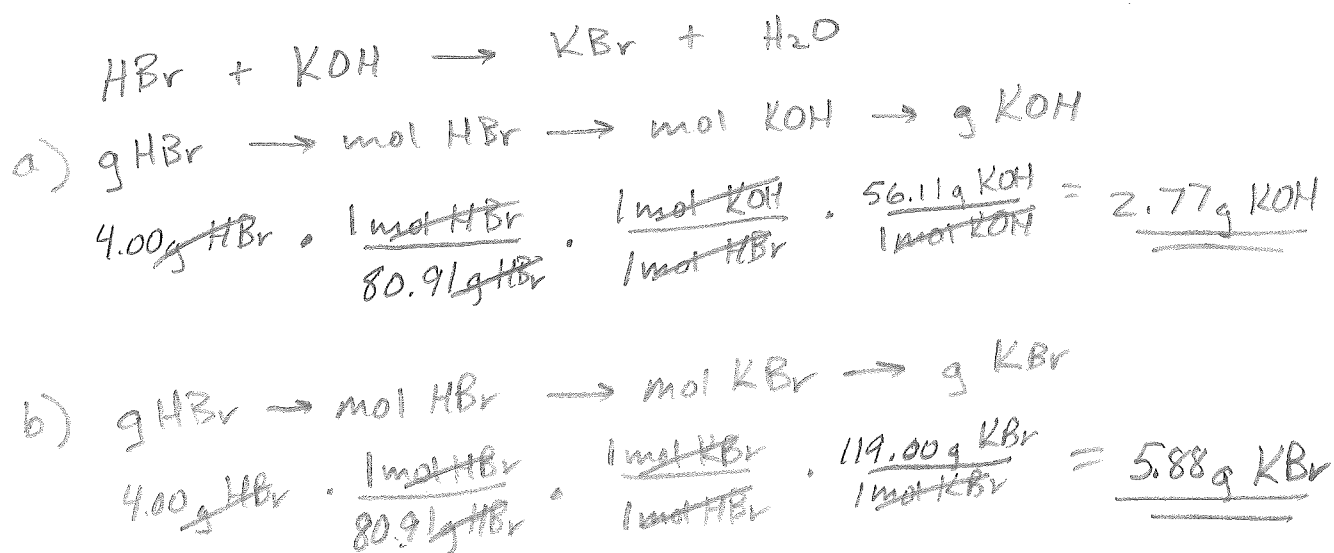 HBr + KOH → KBr + H₂O
a) g HBr → mol HBr → mol KOH → g KOH
4.00 g HBr · 1 mol HBr / 80.91 g HBr · 1 mol KOH / 1 mol HBr · 56.11 g KOH / 1 mol KOH = 2.77 g KOH
b) g HBr → mol HBr → mol KBr → g KBr
4.00 g HBr · 1 mol HBr / 80.91 g HBr · 1 mol KBr / 1 mol HBr · 119.00 g KBr / 1 mol KBr = 5.88 g KBr